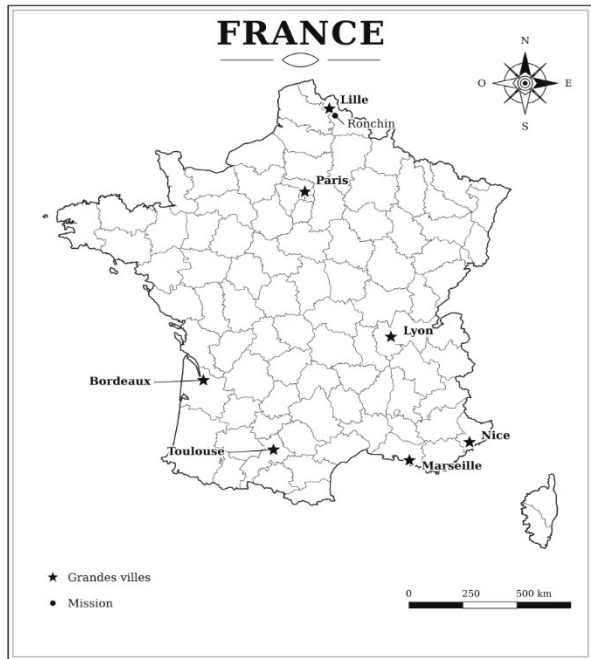 FRANCE
N
O
E
S
Lille
Ronchin
Paris
Lyon
Bordeaux
Nice
Toulouse
Marseille
Grandes villes
Mission
0 250 500 km